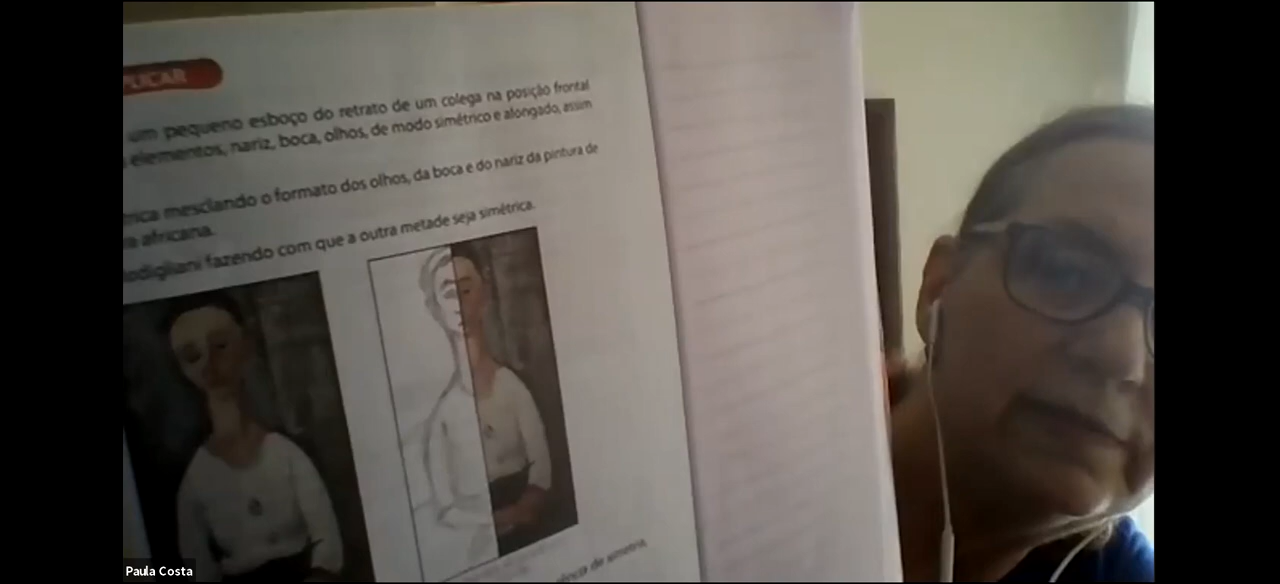 um pequeno esboço do retrato de um colega na posição frontal
elementos, nariz, boca, olhos, de modo simétrico e alongado, assim
trica mesclando o formato dos olhos, da boca e do nariz da pintura de
africana.
odigliani fazendo com que a outra metade seja simétrica.
de simetria
Paula Costa